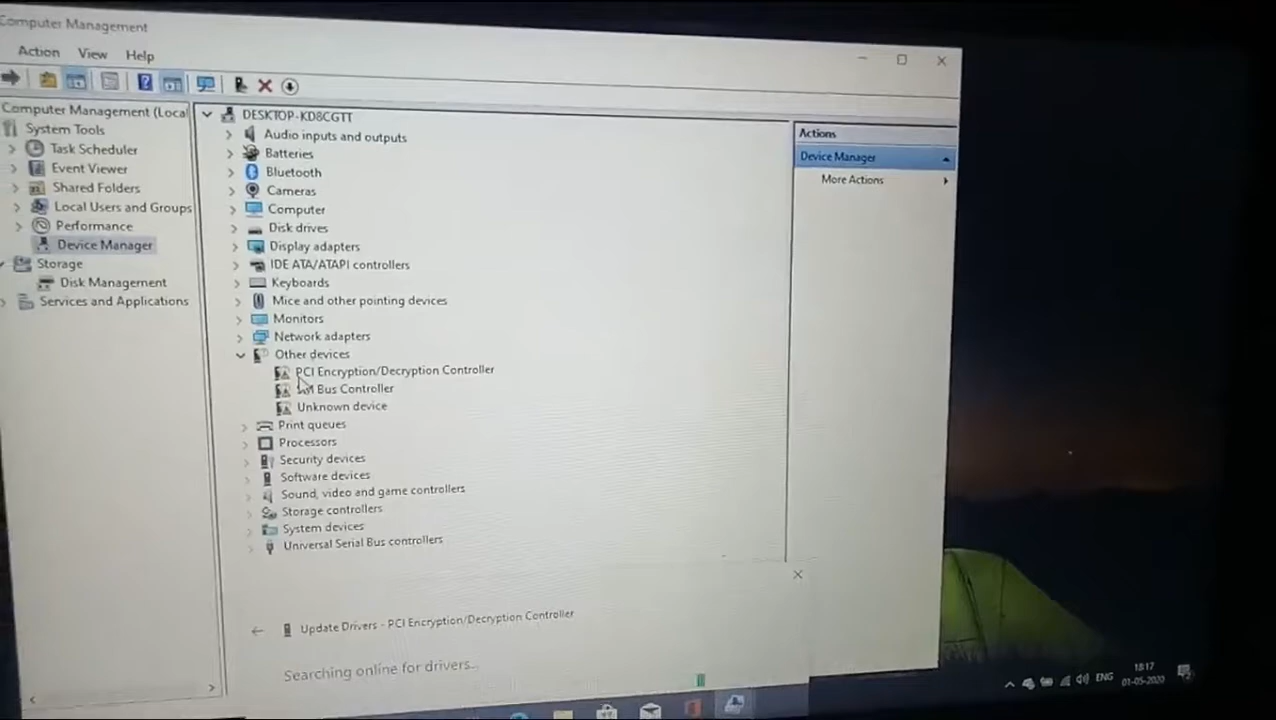 Computer Management
Action View Help
Computer Management (Local
System Tools
Task Scheduler
Event Viewer
Shared Folders
Local Users and Groups
Performance
Device Manager
Storage
Disk Management
Services and Applications
DESKTOP-KD8CGTT
Audio inputs and outputs
Batteries
Bluetooth
Cameras
Computer
Disk drives
Display adapters
IDE ATA/ATAPI controllers
Keyboards
Mice and other pointing devices
Monitors
Network adapters
Other devices
PCI Encryption/Decryption Controller
Bus Controller
Unknown device
Print queues
Processors
Security devices
Software devices
Sound, video and game controllers
Storage controllers
System devices
Universal Serial Bus controllers
Actions
Device Manager
More Actions
Update Drivers - PCI Encryption/Decryption Controller
Searching online for drivers...
ENG
18:17
01-05-2020